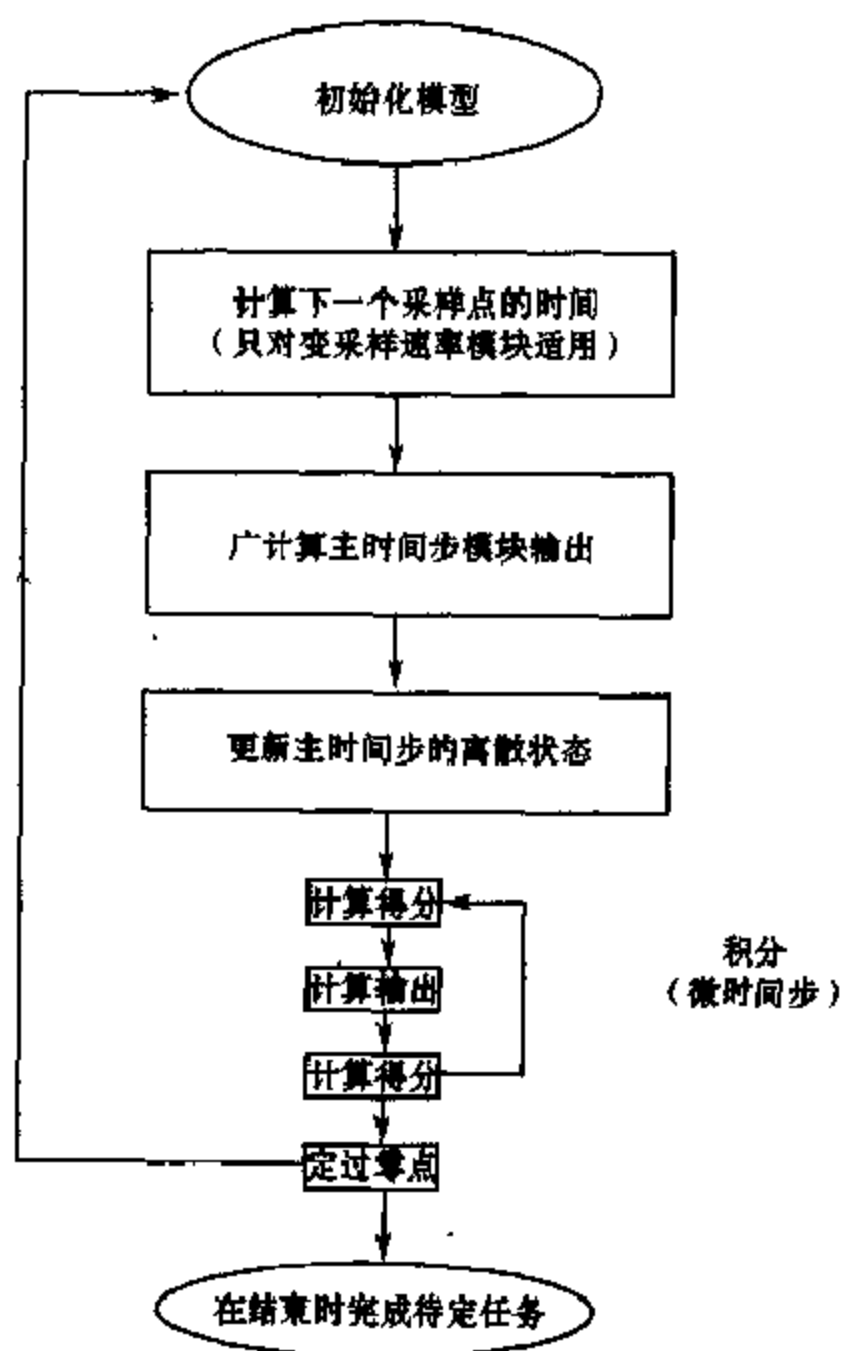 初始化模型
计算下一个采样点的时间
（只对变采样速率模块适用）
广计算主时间步模块输出
更新主时间步的离散状态
计算得分
计算输出
计算得分
定过零点
积分
（微时间步）
在结束时完成待定任务